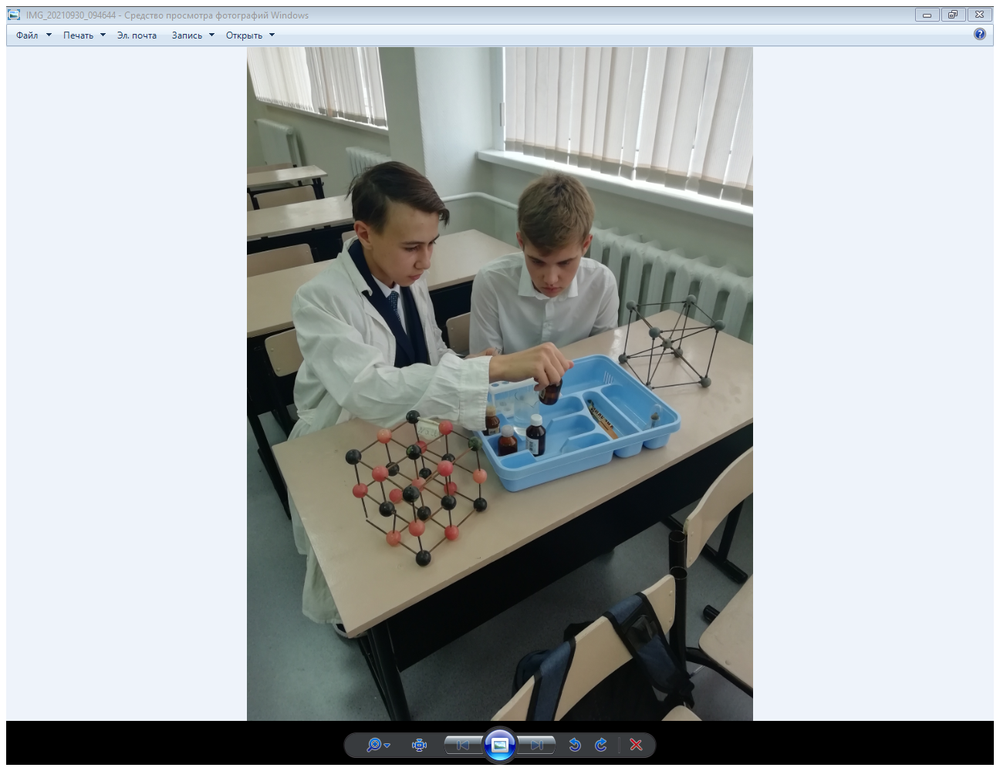 IMG_20210930_094644 - Средство просмотра фотографий Windows
Файл Печать Эл. почта Запись Открыть